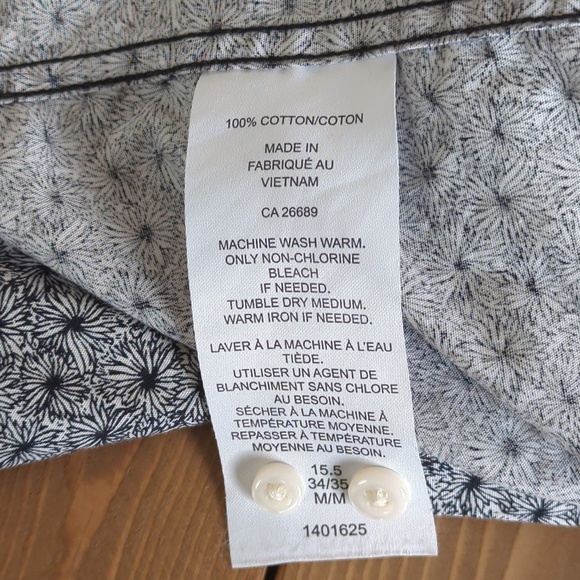 100% COTTON/COTON
MADE IN
FABRIQUÉ AU
VIETNAM
CA 26689
MACHINE WASH WARM.
ONLY NON-CHLORINE
BLEACH
IF NEEDED.
TUMBLE DRY MEDIUM.
WARM IRON IF NEEDED.
LAVER À LA MACHINE À L'EAU
TIÈDE.
UTILISER UN AGENT DE
BLANCHIMENT SANS CHLORE
AU BESOIN.
SÉCHER À LA MACHINE À
TEMPÉRATURE MOYENNE.
REPASSER À TEMPÉRATURE
MOYENNE AU BESOIN.
15.5
34/35
M/M
1401625